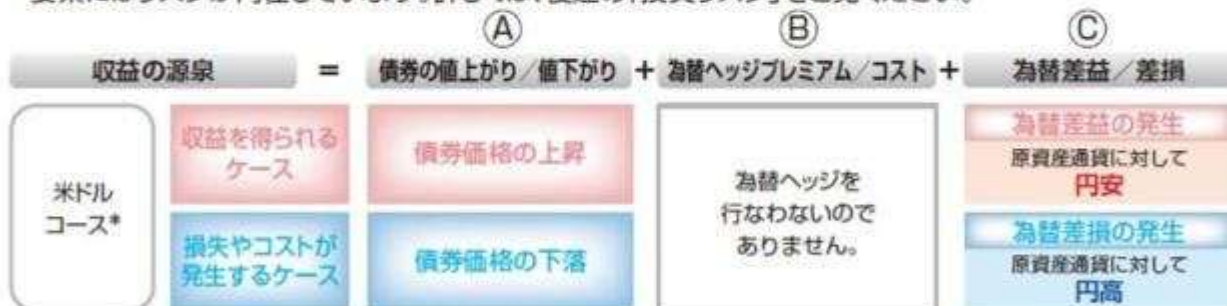 Ⓐ Ⓑ Ⓒ
収益の源泉 = 債券の値上がり/値下がり + 為替ヘッジプレミアム/コスト + 為替差益/差損
米ドル
コース*
収益を得られる
ケース
債券価格の上昇
損失やコストが
発生するケース
債券価格の下落
為替ヘッジを
行なわないので
ありません。
為替差益の発生
原資産通貨に対して
円安
為替差損の発生
原資産通貨に対して
円高